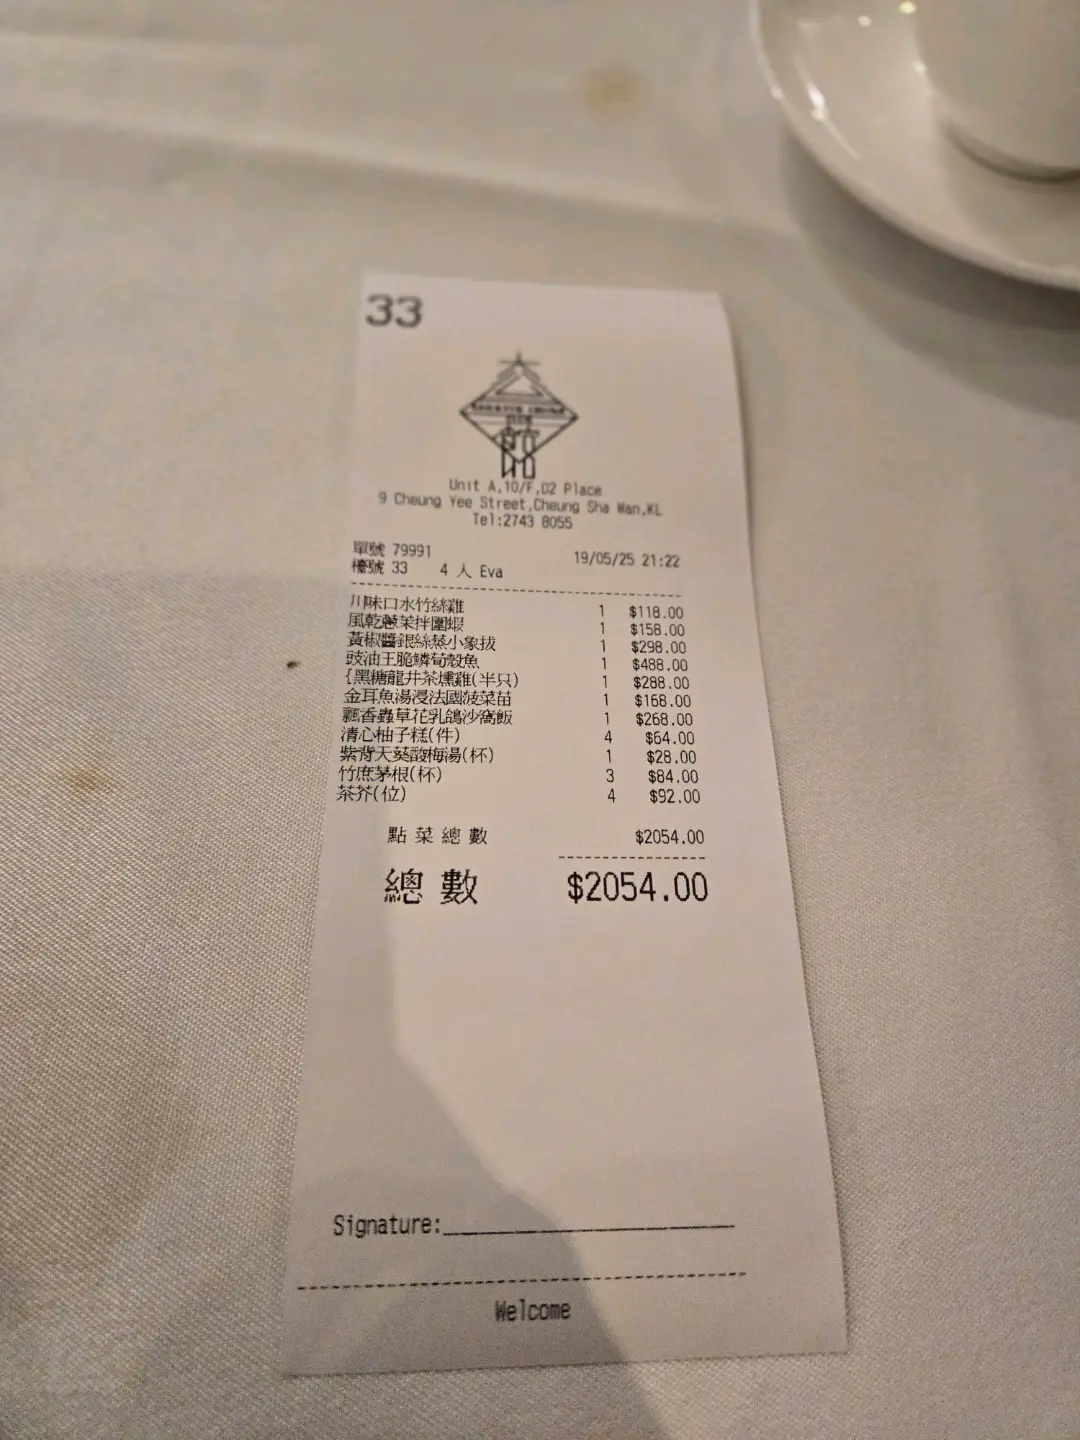 33
Unit A,10/F,D2 Place
9 Cheung Yee Street,Cheung Sha Wan,KL
Tel:2743 8055
單號 79991 19/05/25 21:22
檯號 33 4 人 Eva
川味口水竹絲雞 1 $118.00
風乾蔥茉拌圍蝦 1 $158.00
黃椒醬銀絲蒸小象拔 1 $298.00
豉油王脆鱗荀殼魚 1 $488.00
{黑糖龍井茶燻雞(半只) 1 $288.00
金耳魚湯浸法國菠菜苗 1 $168.00
飄香蟲草花乳鴿沙窩飯 1 $268.00
清心柚子糕(件) 4 $64.00
紫背天葵酸梅湯(杯) 1 $28.00
竹庶茅根(杯) 3 $84.00
茶芥(位) 4 $92.00
點菜總數 $2054.00
總數 $2054.00
Signature:
Welcome